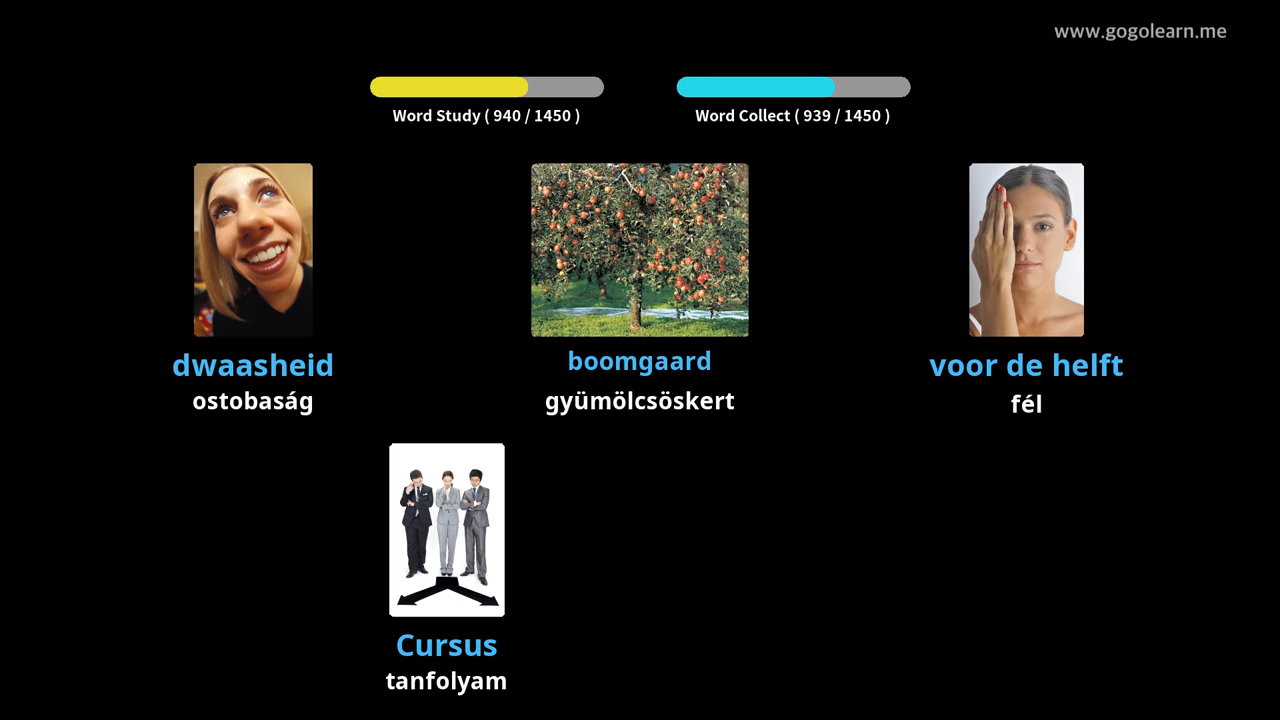 www.gogolearn.me
Word Study ( 940 / 1450 )
Word Collect ( 939 / 1450 )
dwaasheid
ostobaság
boomgaard
gyümölcsöskert
voor de helft
fél
Cursus
tanfolyam